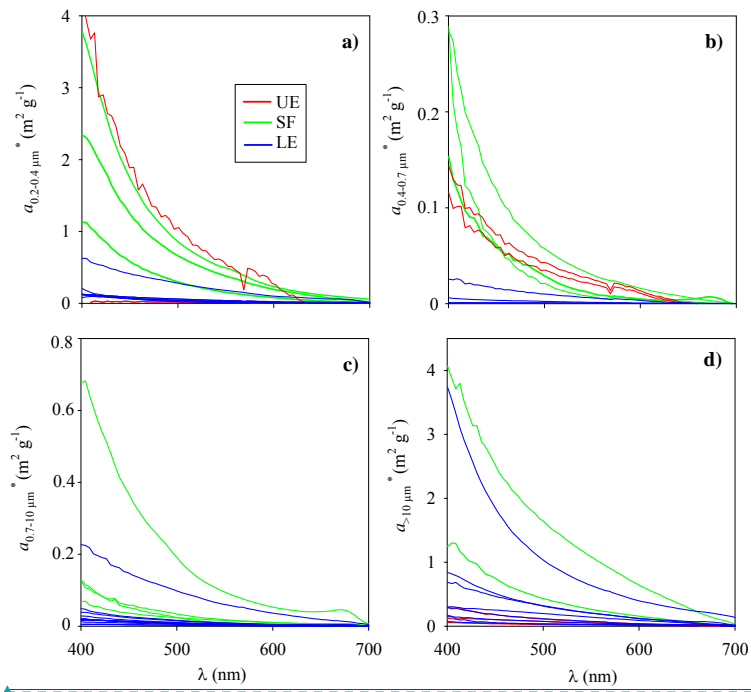 4
3
2
1
0
a)
UE
SF
LE
a0.2-0.4 µm* (m2 g-1)
0.3
0.2
0.1
0
b)
a0.4-0.7 µm* (m2 g-1)
0.8
0.6
0.4
0.2
0
400
500
600
700
c)
a0.7-10 µm* (m2 g-1)
λ (nm)
4
3
2
1
0
400
500
600
700
d)
a>10 µm* (m2 g-1)
λ (nm)